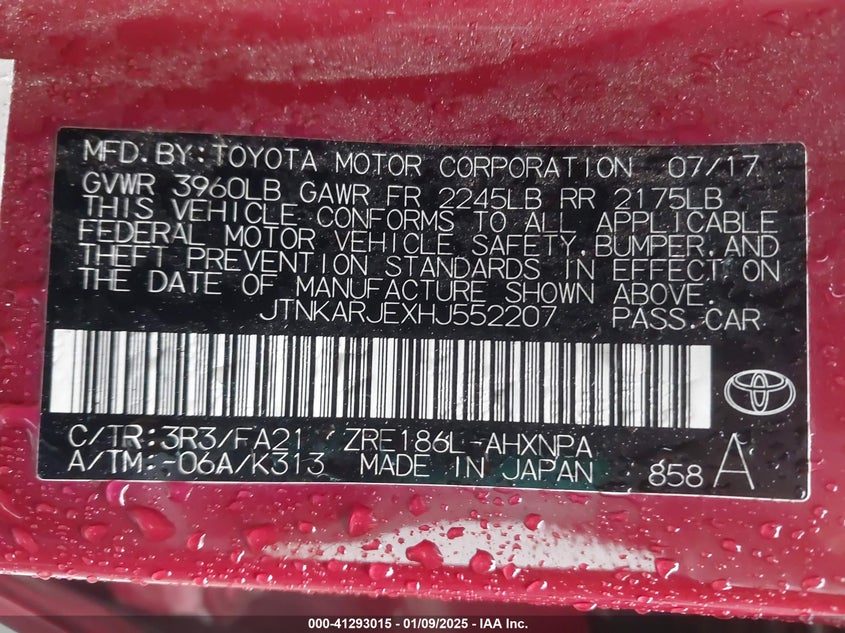 MFD.BY:TOYOTA MOTOR CORPORATION 07/17
GVWR 3960LB GAWR FR 2245LB RR 2175LB
THIS VEHICLE CONFORMS TO ALL APPLICABLE
FEDERAL MOTOR VEHICLE SAFETY,BUMPER,AND
THEFT PREVENTION STANDARDS IN EFFECT ON
THE DATE OF MANUFACTURE SHOWN ABOVE.
JTNKARJEXHJ552207 PASS.CAR
C/TR:3R3/FA21 ZRE186L-AHXNPA
A/TM:-06A/K313 MADE IN JAPAN 858 A
000-41293015 - 01/09/2025 - IAA Inc.